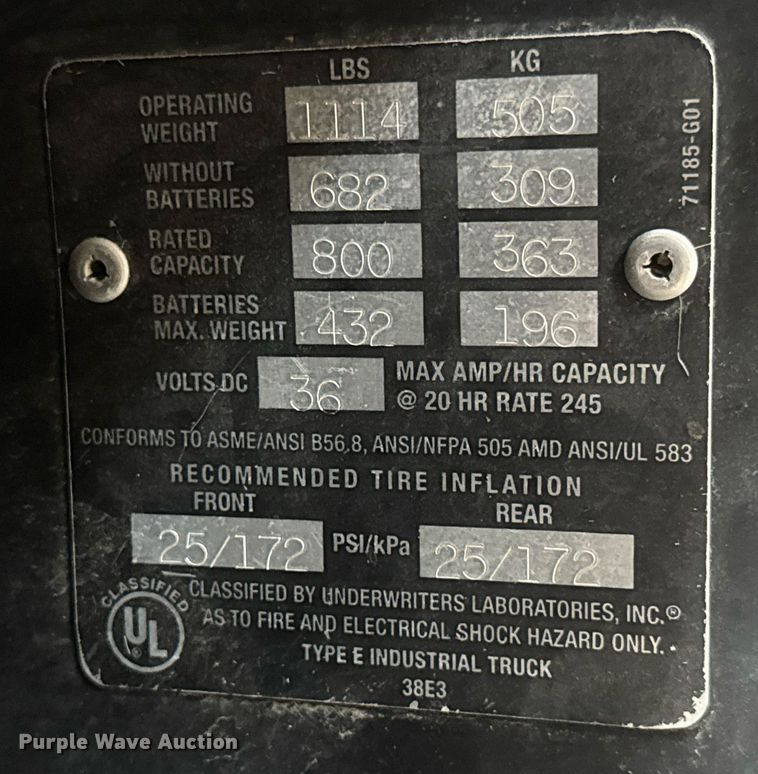 LBS KG
OPERATING WEIGHT 1114 505
WITHOUT BATTERIES 682 309
RATED CAPACITY 800 363
BATTERIES MAX. WEIGHT 432 196
VOLTS DC 36 MAX AMP/HR CAPACITY
@ 20 HR RATE 245
CONFORMS TO ASME/ANSI B56.8, ANSI/NFPA 505 AMD ANSI/UL 583
RECOMMENDED TIRE INFLATION
FRONT REAR
25/172 PSI/kPa 25/172
CLASSIFIED UL ®
CLASSIFIED BY UNDERWRITERS LABORATORIES, INC.®
AS TO FIRE AND ELECTRICAL SHOCK HAZARD ONLY.
TYPE E INDUSTRIAL TRUCK
38E3
71185-G01
Purple Wave Auction